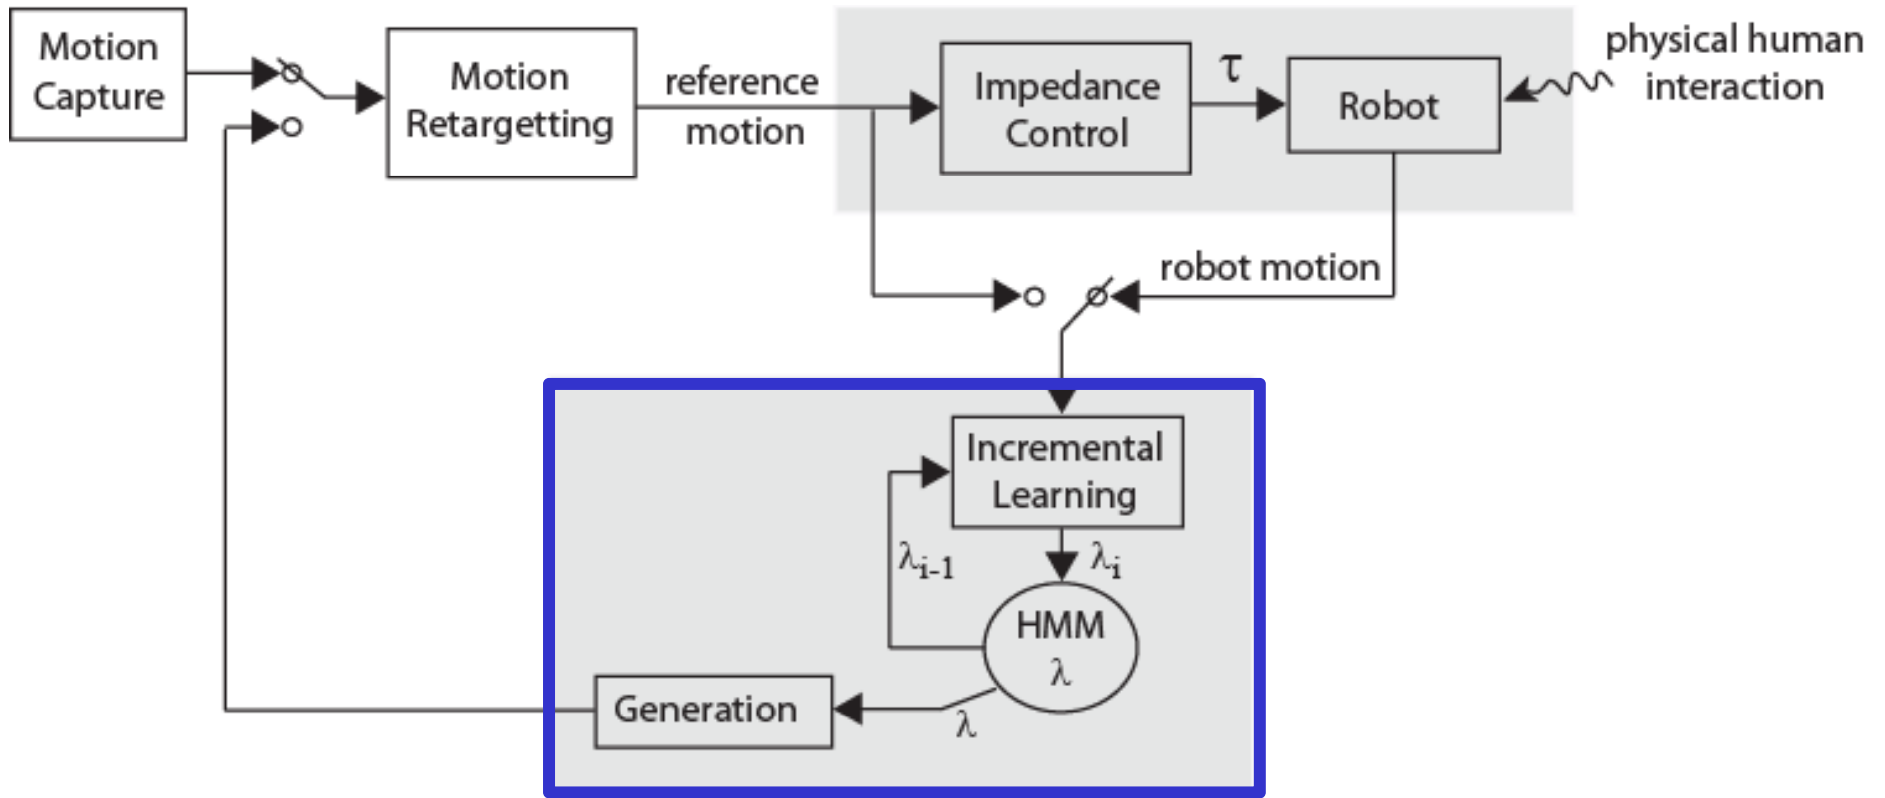 Motion
Capture
Motion
Retargetting
reference
motion
Impedance
Control
τ
Robot
physical human
interaction
robot motion
Incremental
Learning
λi-1
λi
HMM
λ
Generation
λ